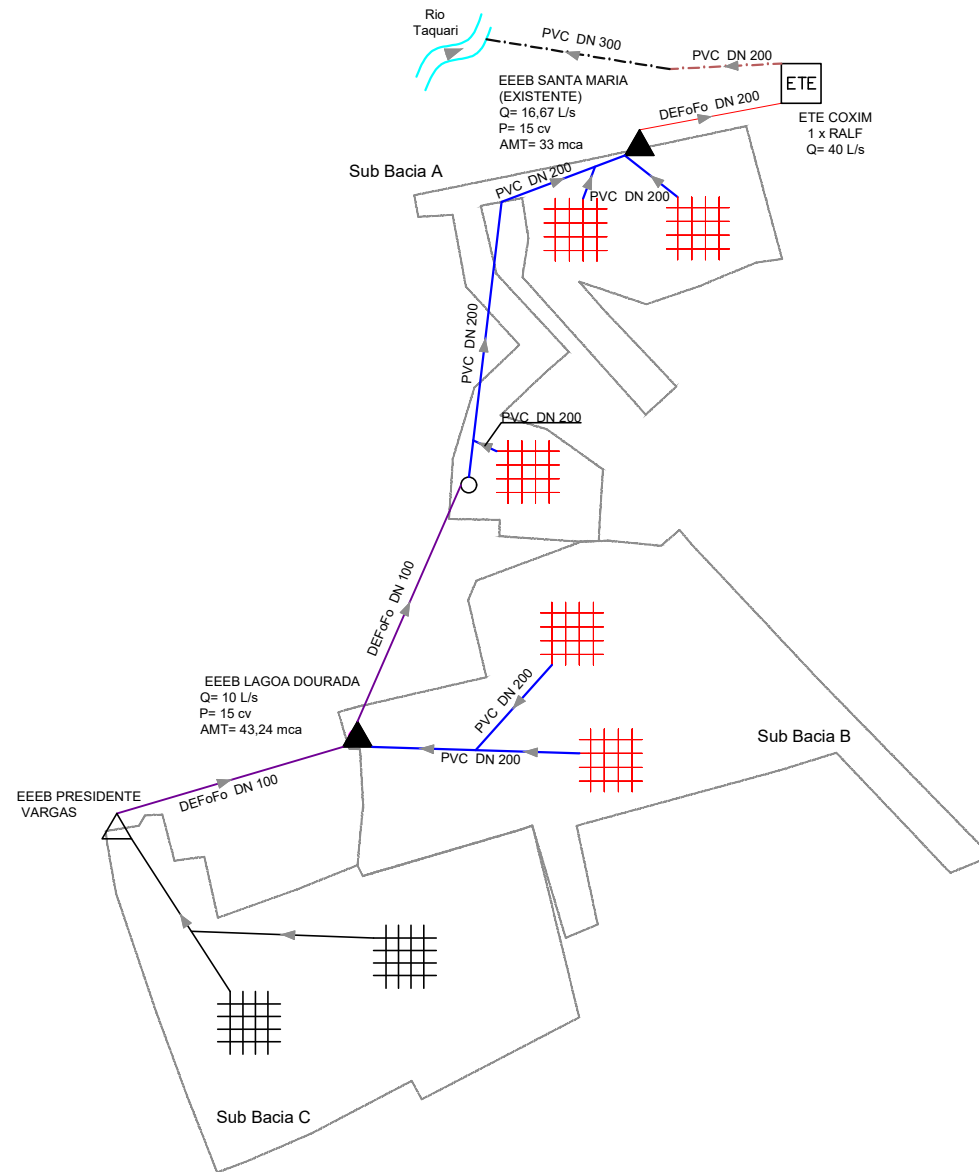 Rio
Taquari
PVC DN 300
PVC DN 200
ETE
EEEB SANTA MARIA
(EXISTENTE)
Q= 16,67 L/s
P= 15 cv
AMT= 33 mca
DEFoFo DN 200
ETE COXIM
1 x RALF
Q= 40 L/s
Sub Bacia A
PVC DN 200
PVC DN 200
PVC DN 200
PVC DN 200
DEFoFo DN 100
EEEB LAGOA DOURADA
Q= 10 L/s
P= 15 cv
AMT= 43,24 mca
PVC DN 200
PVC DN 200
Sub Bacia B
EEEB PRESIDENTE
VARGAS
DEFoFo DN 100
Sub Bacia C